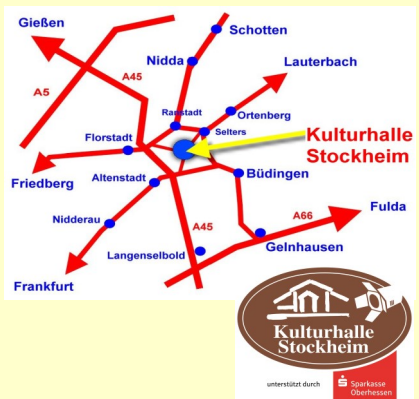 Gießen
Schotten
Nidda
Lauterbach
A45
A5
Ranstadt
Ortenberg
Selters
Florstadt
Kulturhalle
Stockheim
Friedberg
Altenstadt
Büdingen
Nidderau
A45
A66
Fulda
Gelnhausen
Langenselbold
Frankfurt
Kulturhalle
Stockheim
unterstützt durch
S Sparkasse
Oberhessen